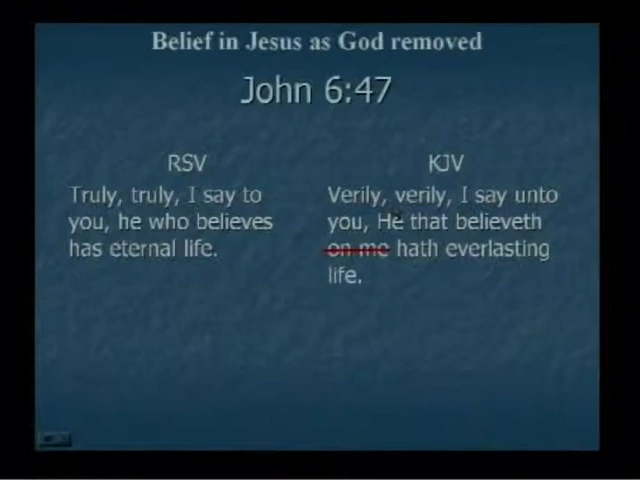 Belief in Jesus as God removed
John 6:47
RSV
Truly, truly, I say to
you, he who believes
has eternal life.
KJV
Verily, verily, I say unto
you, He that believeth
on me hath everlasting
life.